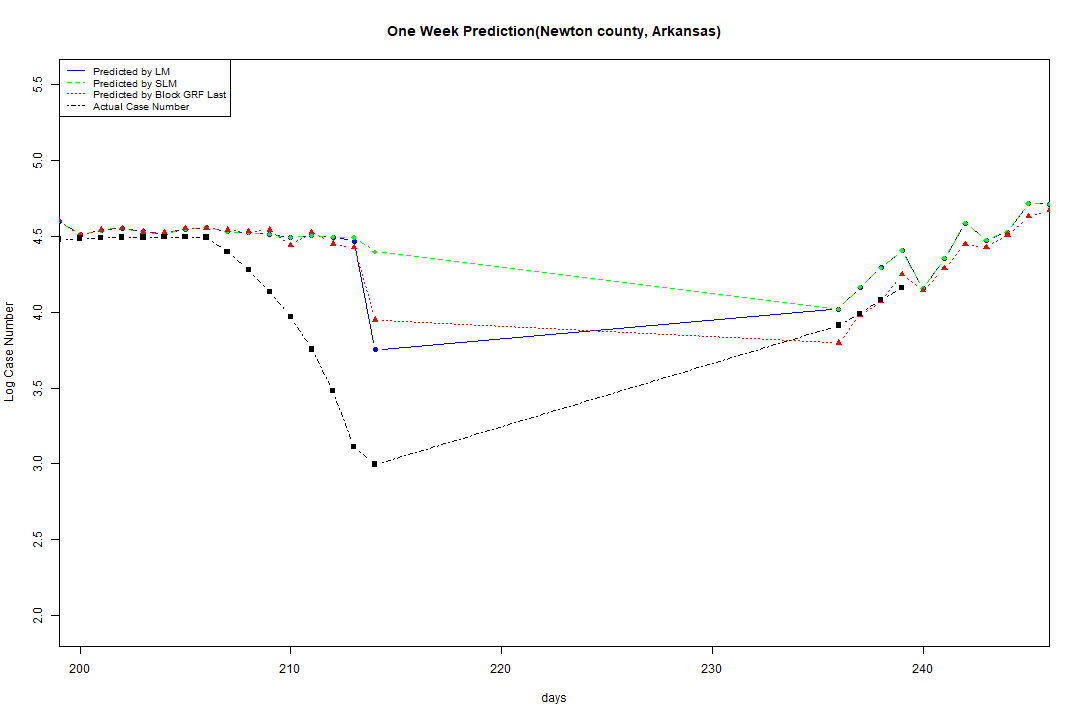 One Week Prediction(Newton county, Arkansas)
Predicted by LM
Predicted by SLM
Predicted by Block GRF Last
Actual Case Number
5.5
5.0
4.5
4.0
3.5
3.0
2.5
2.0
Log Case Number
200 210 220 230 240
days